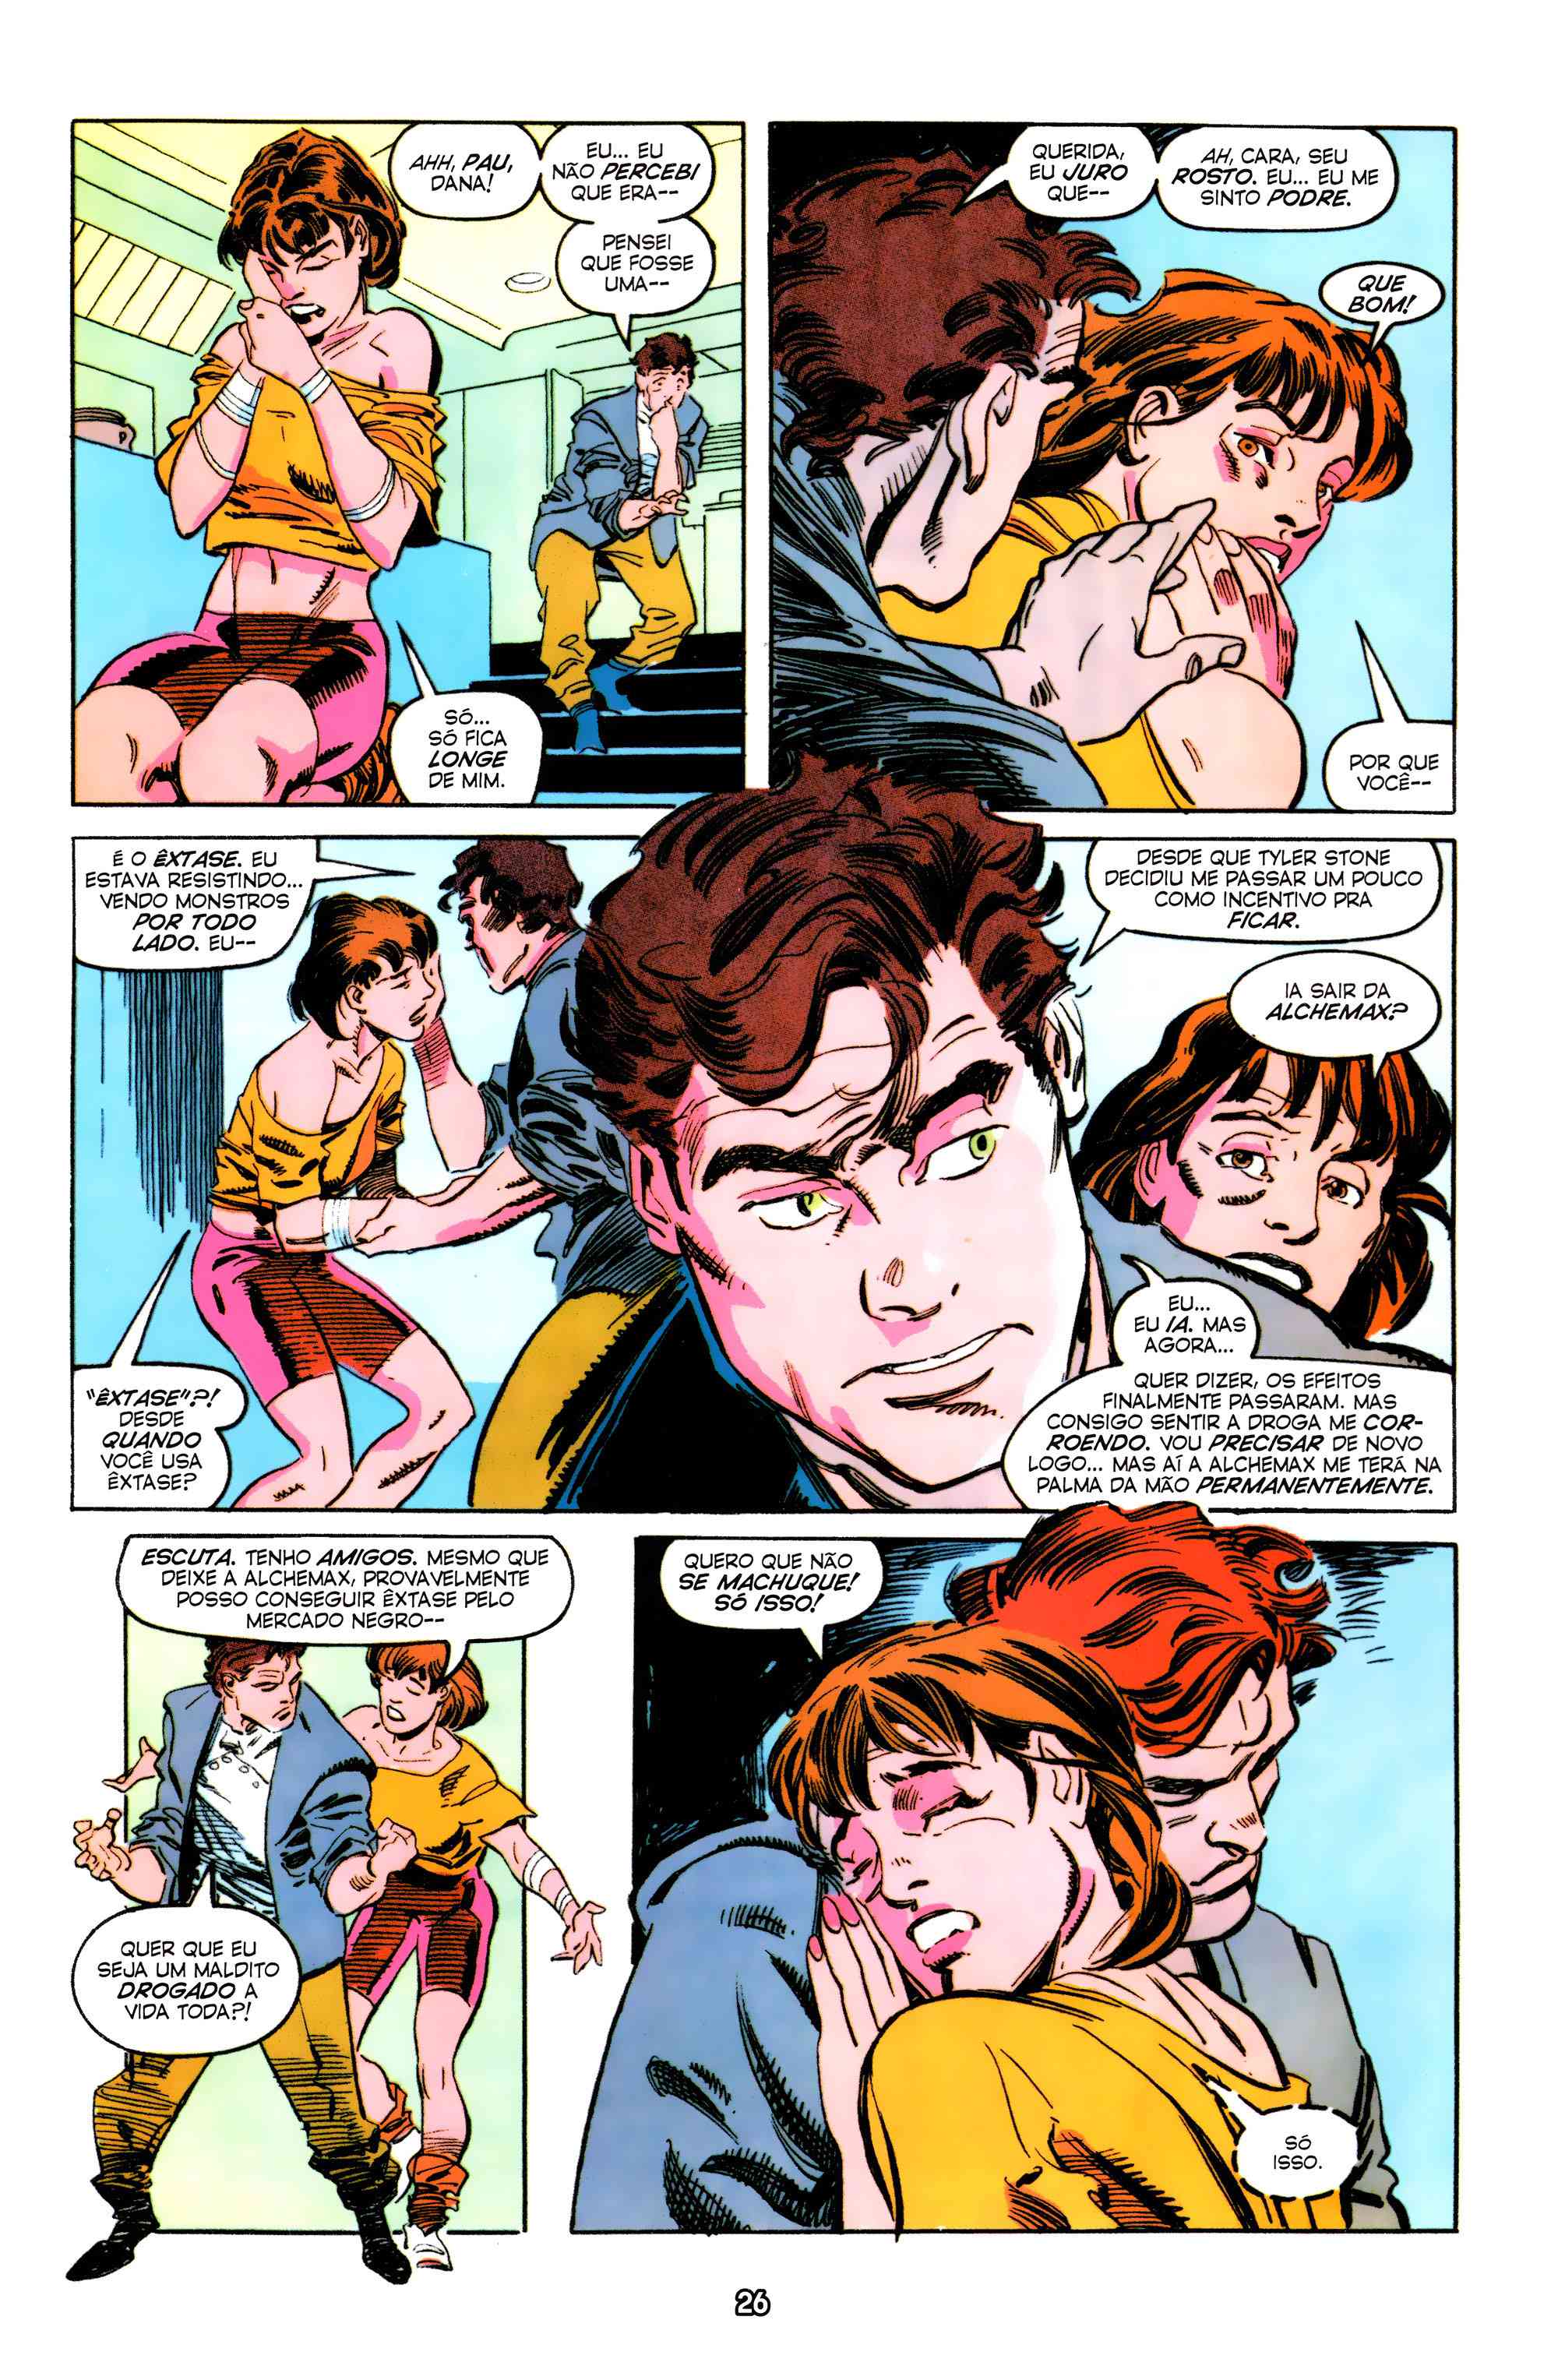 AHH, PAU,
DANA!
EU... EU
NÃO PERCEBI
QUE ERA--
PENSEI
QUE FOSSE
UMA--
SÓ...
SÓ FICA
LONGE
DE MIM.
QUERIDA,
EU JURO
QUE--
AH, CARA, SEU
ROSTO. EU... EU ME
SINTO PODRE.
QUE
BOM!
POR QUE
VOCÊ--
É O ÊXTASE. EU
ESTAVA RESISTINDO...
VENDO MONSTROS
POR TODO
LADO. EU--
"ÊXTASE"?!
DESDE
QUANDO
VOCÊ USA
ÊXTASE?
DESDE QUE TYLER STONE
DECIDIU ME PASSAR UM POUCO
COMO INCENTIVO PRA
FICAR.
IA SAIR DA
ALCHEMAX?
EU...
EU IA. MAS
AGORA...
QUER DIZER, OS EFEITOS
FINALMENTE PASSARAM. MAS
CONSIGO SENTIR A DROGA ME COR-
ROENDO. VOU PRECISAR DE NOVO
LOGO... MAS AÍ A ALCHEMAX ME TERÁ NA
PALMA DA MÃO PERMANENTEMENTE.
ESCUTA. TENHO AMIGOS. MESMO QUE
DEIXE A ALCHEMAX, PROVAVELMENTE
POSSO CONSEGUIR ÊXTASE PELO
MERCADO NEGRO--
QUER QUE EU
SEJA UM MALDITO
DROGADO A
VIDA TODA?!
QUERO QUE NÃO
SE MACHUQUE!
SÓ ISSO!
SÓ
ISSO.
26